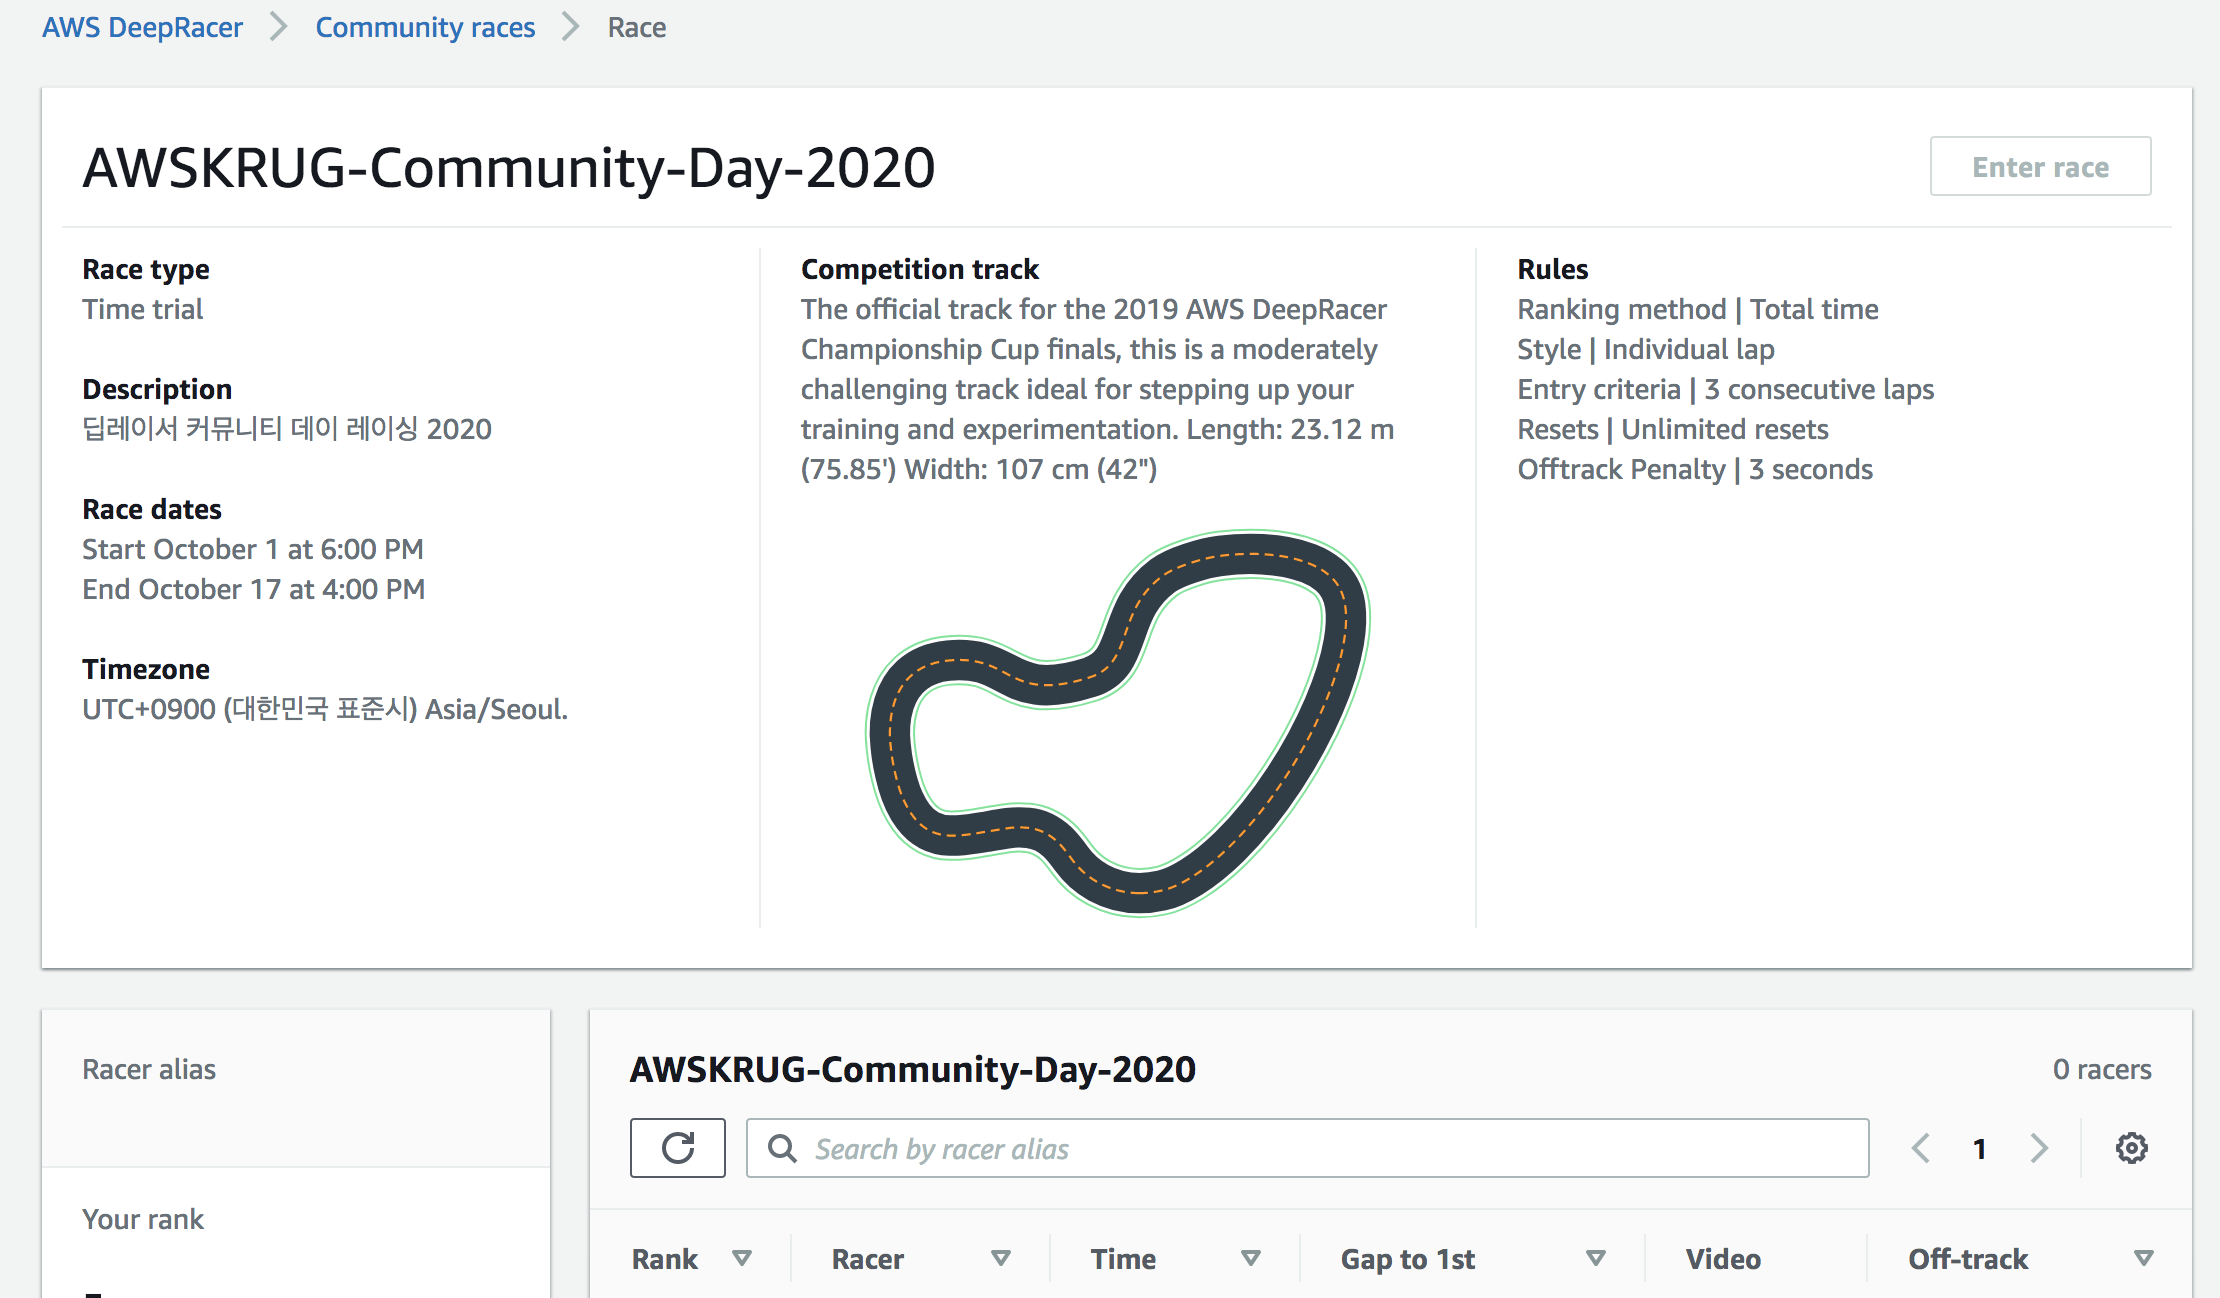 AWS DeepRacer > Community races > Race
AWSKRUG-Community-Day-2020
Enter race
Race type
Time trial
Description
딥레이서 커뮤니티 데이 레이싱 2020
Race dates
Start October 1 at 6:00 PM
End October 17 at 4:00 PM
Timezone
UTC+0900 (대한민국 표준시) Asia/Seoul.
Competition track
The official track for the 2019 AWS DeepRacer
Championship Cup finals, this is a moderately
challenging track ideal for stepping up your
training and experimentation. Length: 23.12 m
(75.85') Width: 107 cm (42")
Rules
Ranking method | Total time
Style | Individual lap
Entry criteria | 3 consecutive laps
Resets | Unlimited resets
Offtrack Penalty | 3 seconds
Racer alias
Your rank
AWSKRUG-Community-Day-2020
0 racers
Search by racer alias
1
Rank Racer Time Gap to 1st Video Off-track